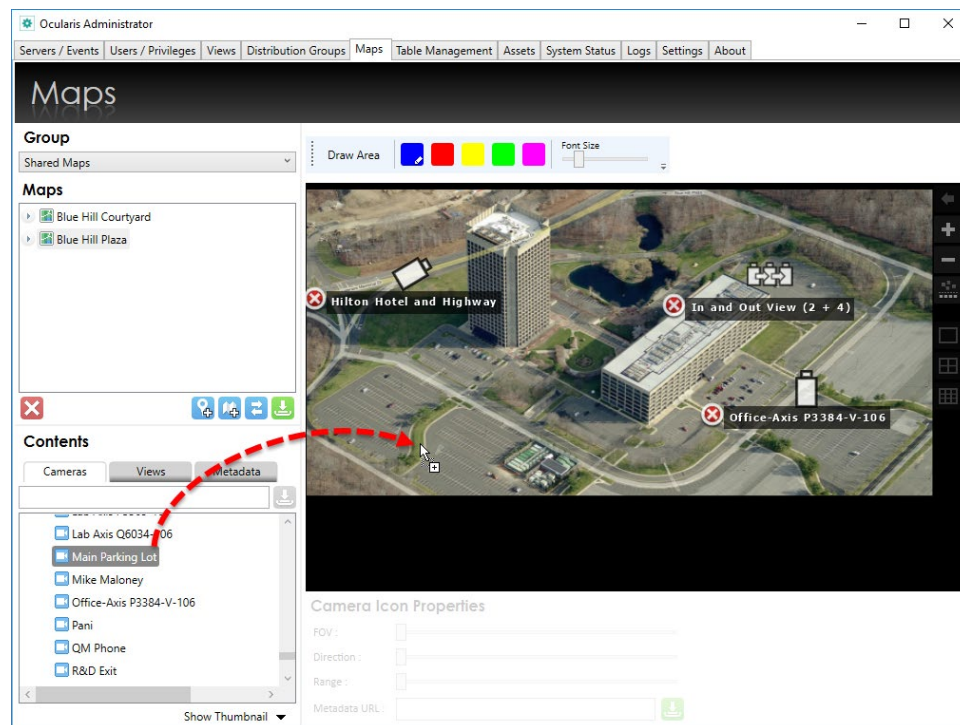 Ocularis Administrator
Servers / Events Users / Privileges Views Distribution Groups Maps Table Management Assets System Status Logs Settings About
Maps
Group
Shared Maps
Maps
Blue Hill Courtyard
Blue Hill Plaza
Contents
Cameras Views Metadata
Lab Axis Q6034-106
Main Parking Lot
Mike Maloney
Office-Axis P3384-V-106
Pani
QM Phone
R&D Exit
Show Thumbnail
Draw Area Font Size
Hilton Hotel and Highway
In and Out View (2 + 4)
Office-Axis P3384-V-106
Camera Icon Properties
FOV :
Direction :
Range :
Metadata URL :